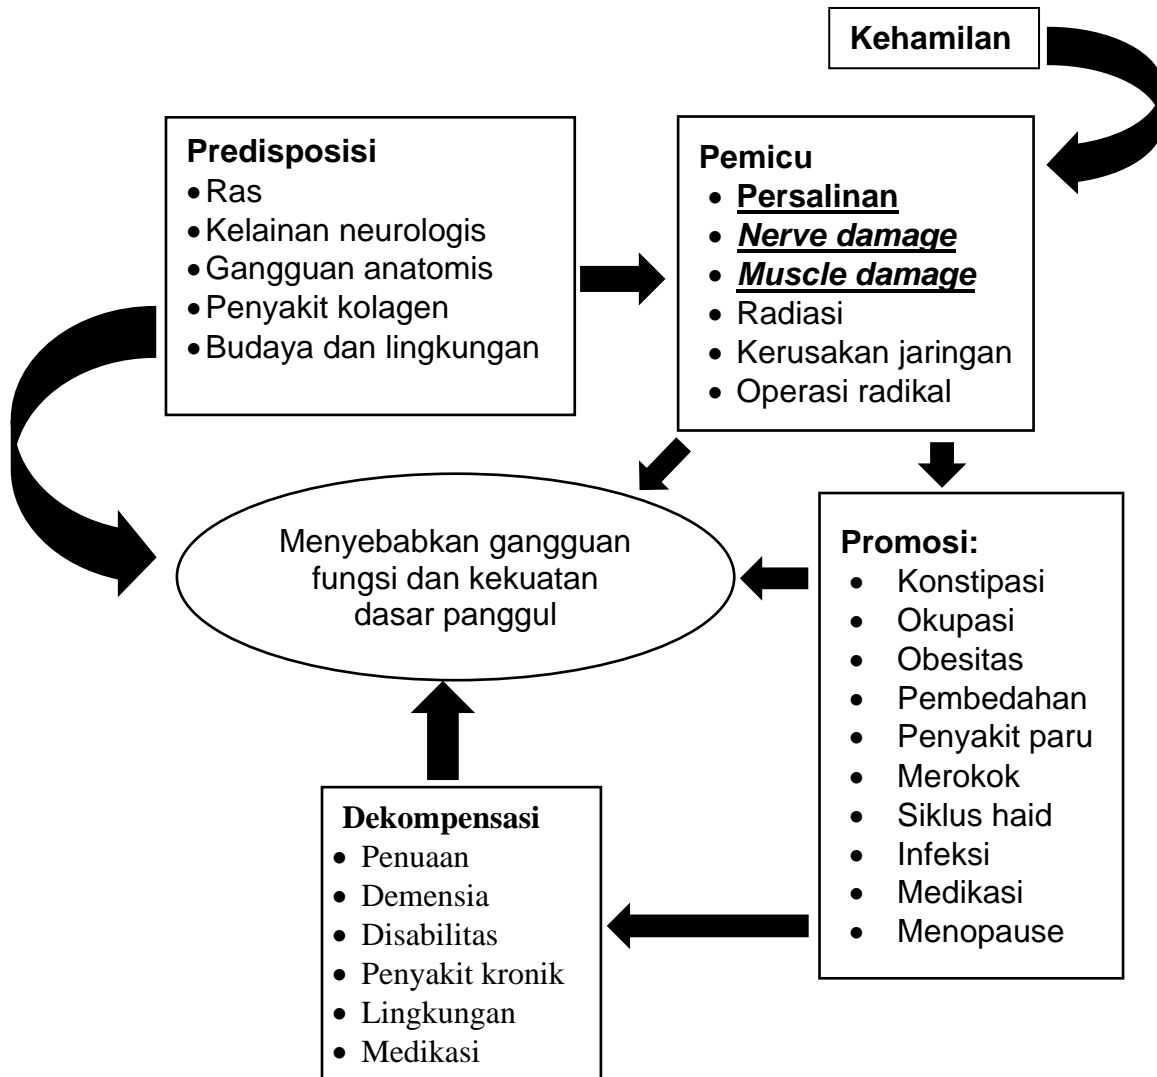 Kehamilan
Predisposisi
• Ras
• Kelainan neurologis
• Gangguan anatomis
• Penyakit kolagen
• Budaya dan lingkungan
Pemicu
• Persalinan
• Nerve damage
• Muscle damage
• Radiasi
• Kerusakan jaringan
• Operasi radikal
Menyebabkan gangguan
fungsi dan kekuatan
dasar panggul
Promosi:
• Konstipasi
• Okupasi
• Obesitas
• Pembedahan
• Penyakit paru
• Merokok
• Siklus haid
• Infeksi
• Medikasi
• Menopause
Dekompensasi
• Penuaan
• Demensia
• Disabilitas
• Penyakit kronik
• Lingkungan
• Medikasi